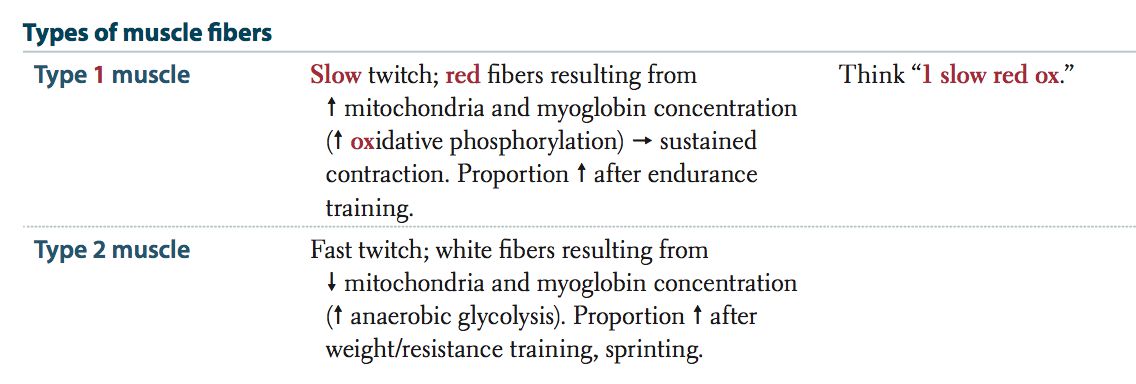 Types of muscle fibers
Type 1 muscle
Slow twitch; red fibers resulting from
↑ mitochondria and myoglobin concentration
(↑ oxidative phosphorylation) → sustained
contraction. Proportion ↑ after endurance
training.
Think “1 slow red ox.”
Type 2 muscle
Fast twitch; white fibers resulting from
↓ mitochondria and myoglobin concentration
(↑ anaerobic glycolysis). Proportion ↑ after
weight/resistance training, sprinting.